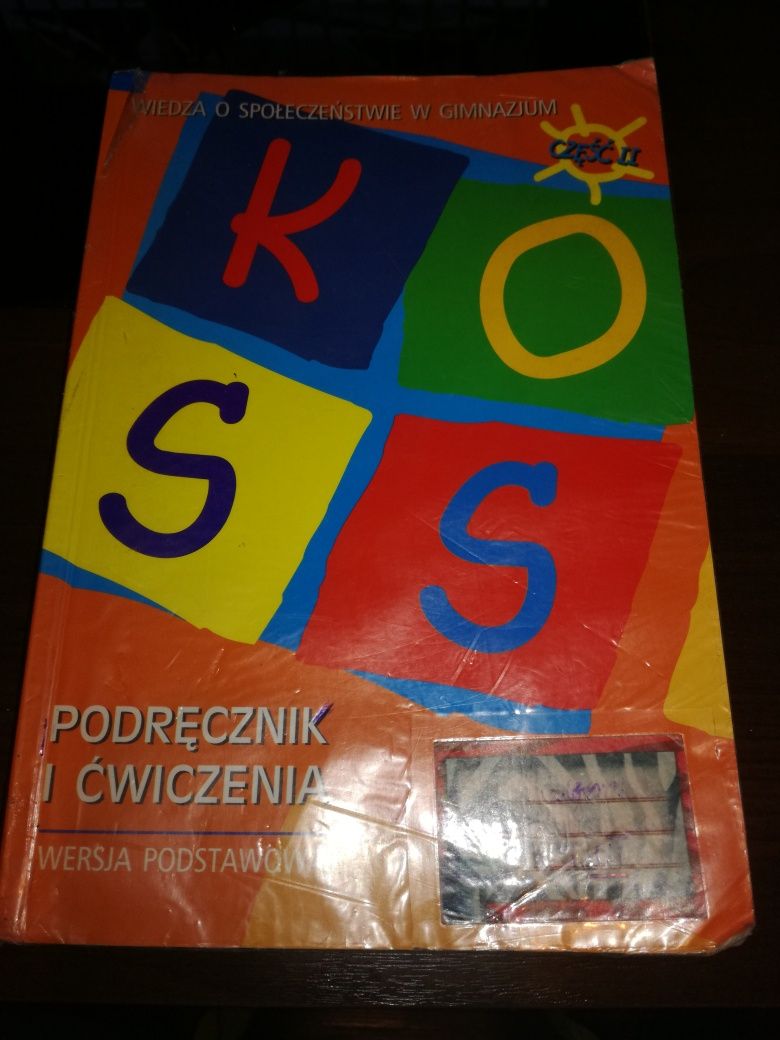 WIEDZA O SPOŁECZEŃSTWIE W GIMNAZJUM
CZĘŚĆ II
K O
S S
PODRĘCZNIK
I ĆWICZENIA
WERSJA PODSTAWOWA